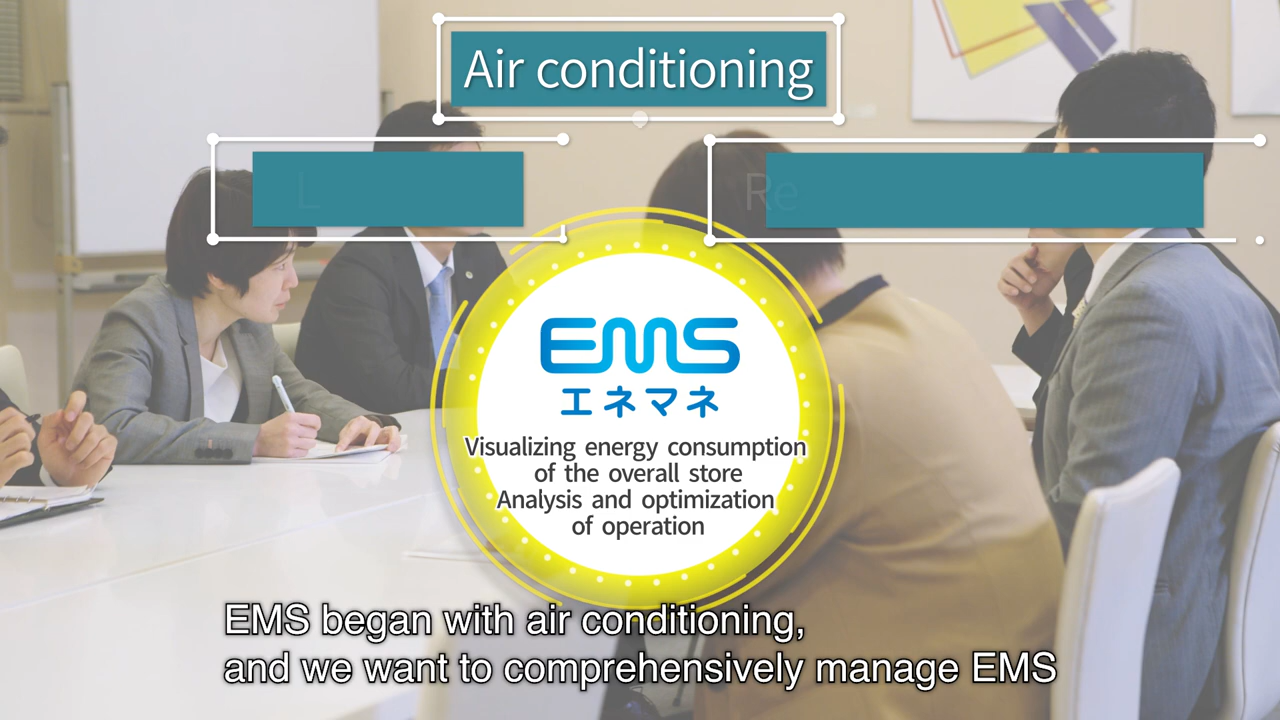 Air conditioning
L
Re
EMS
エネマネ
Visualizing energy consumption
of the overall store
Analysis and optimization
of operation
EMS began with air conditioning,
and we want to comprehensively manage EMS